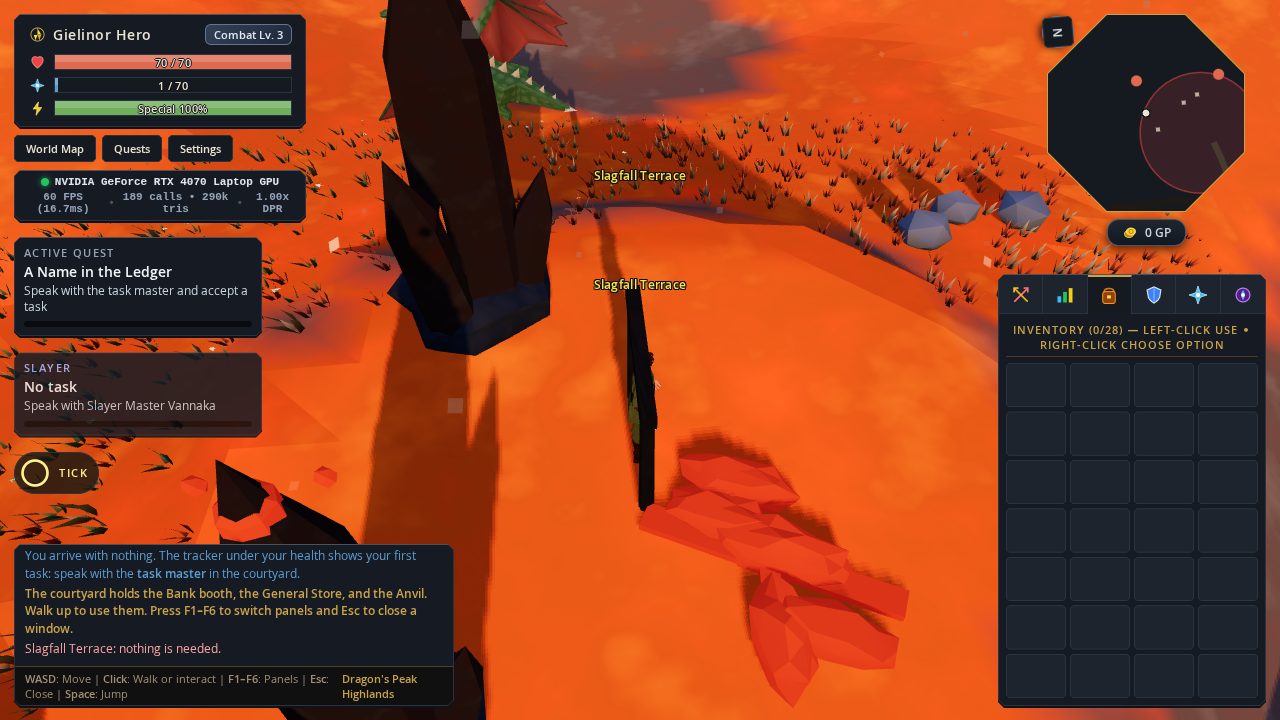 Gielinor Hero
Combat Lv. 3
70 / 70
1 / 70
Special 100%
World Map
Quests
Settings
NVIDIA GeForce RTX 4070 Laptop GPU
60 FPS (16.7ms) • 189 calls • 290k tris • 1.00x DPR
ACTIVE QUEST
A Name in the Ledger
Speak with the task master and accept a
task
SLAYER
No task
Speak with Slayer Master Vannaka
TICK
You arrive with nothing. The tracker under your health shows your first
task: speak with the task master in the courtyard.
The courtyard holds the Bank booth, the General Store, and the Anvil.
Walk up to use them. Press F1–F6 to switch panels and Esc to close a
window.
Slagfall Terrace: nothing is needed.
WASD: Move | Click: Walk or interact | F1–F6: Panels | Esc:
Close | Space: Jump
Dragon's Peak
Highlands
Slagfall Terrace
Slagfall Terrace
N
0 GP
INVENTORY (0/28) — LEFT-CLICK USE •
RIGHT-CLICK CHOOSE OPTION